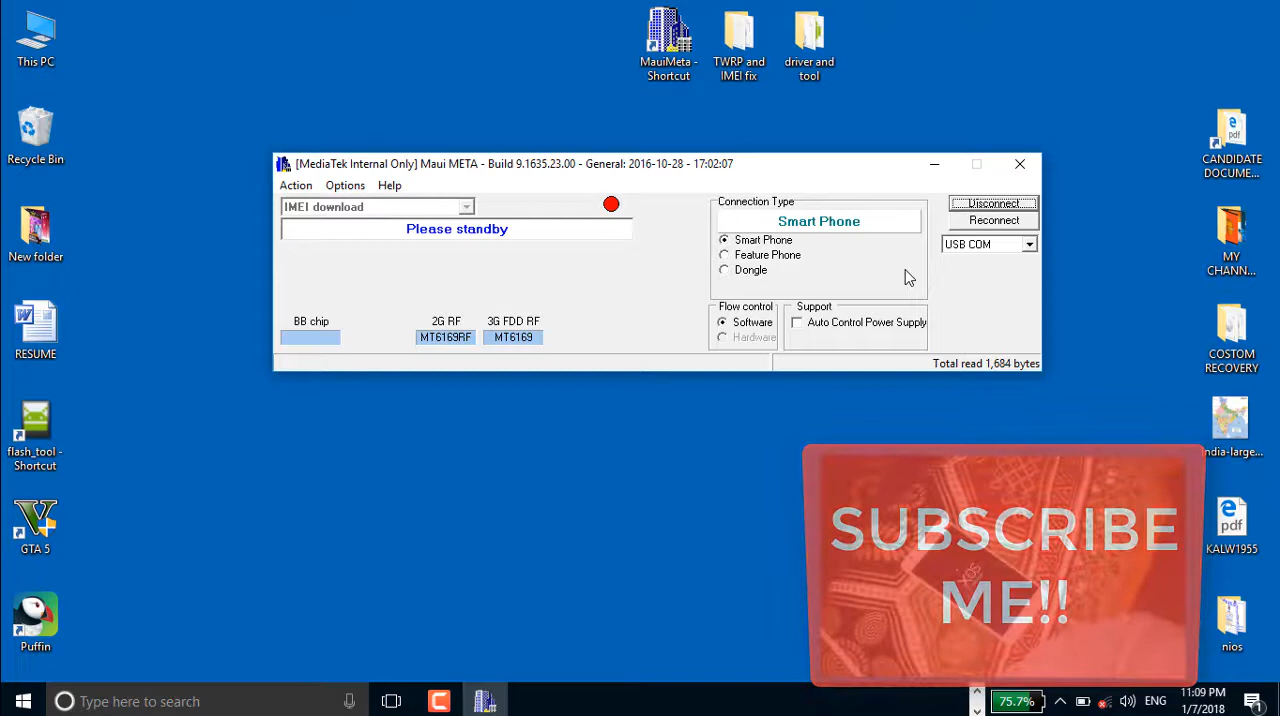 This PC
MauiMeta -
Shortcut
TWRP and
IMEI fix
driver and
tool
Recycle Bin
CANDIDATE
DOCUME...
New folder
MY
CHANN...
RESUME
COSTOM
RECOVERY
flash_tool -
Shortcut
india-large...
GTA 5
KALW1955
Puffin
nios
pdf
pdf
[MediaTek Internal Only] Maui META - Build 9.1635.23.00 - General: 2016-10-28 - 17:02:07
Action Options Help
IMEI download
Please standby
Connection Type
Smart Phone
Smart Phone
Feature Phone
Dongle
Disconnect
Reconnect
USB COM
BB chip
2G RF
3G FDD RF
MT6169RF
MT6169
Flow control
Software
Hardware
Support
Auto Control Power Supply
Total read 1,684 bytes
SUBSCRIBE
ME!!
Type here to search
75.7%
ENG
11:09 PM
1/7/2018
1